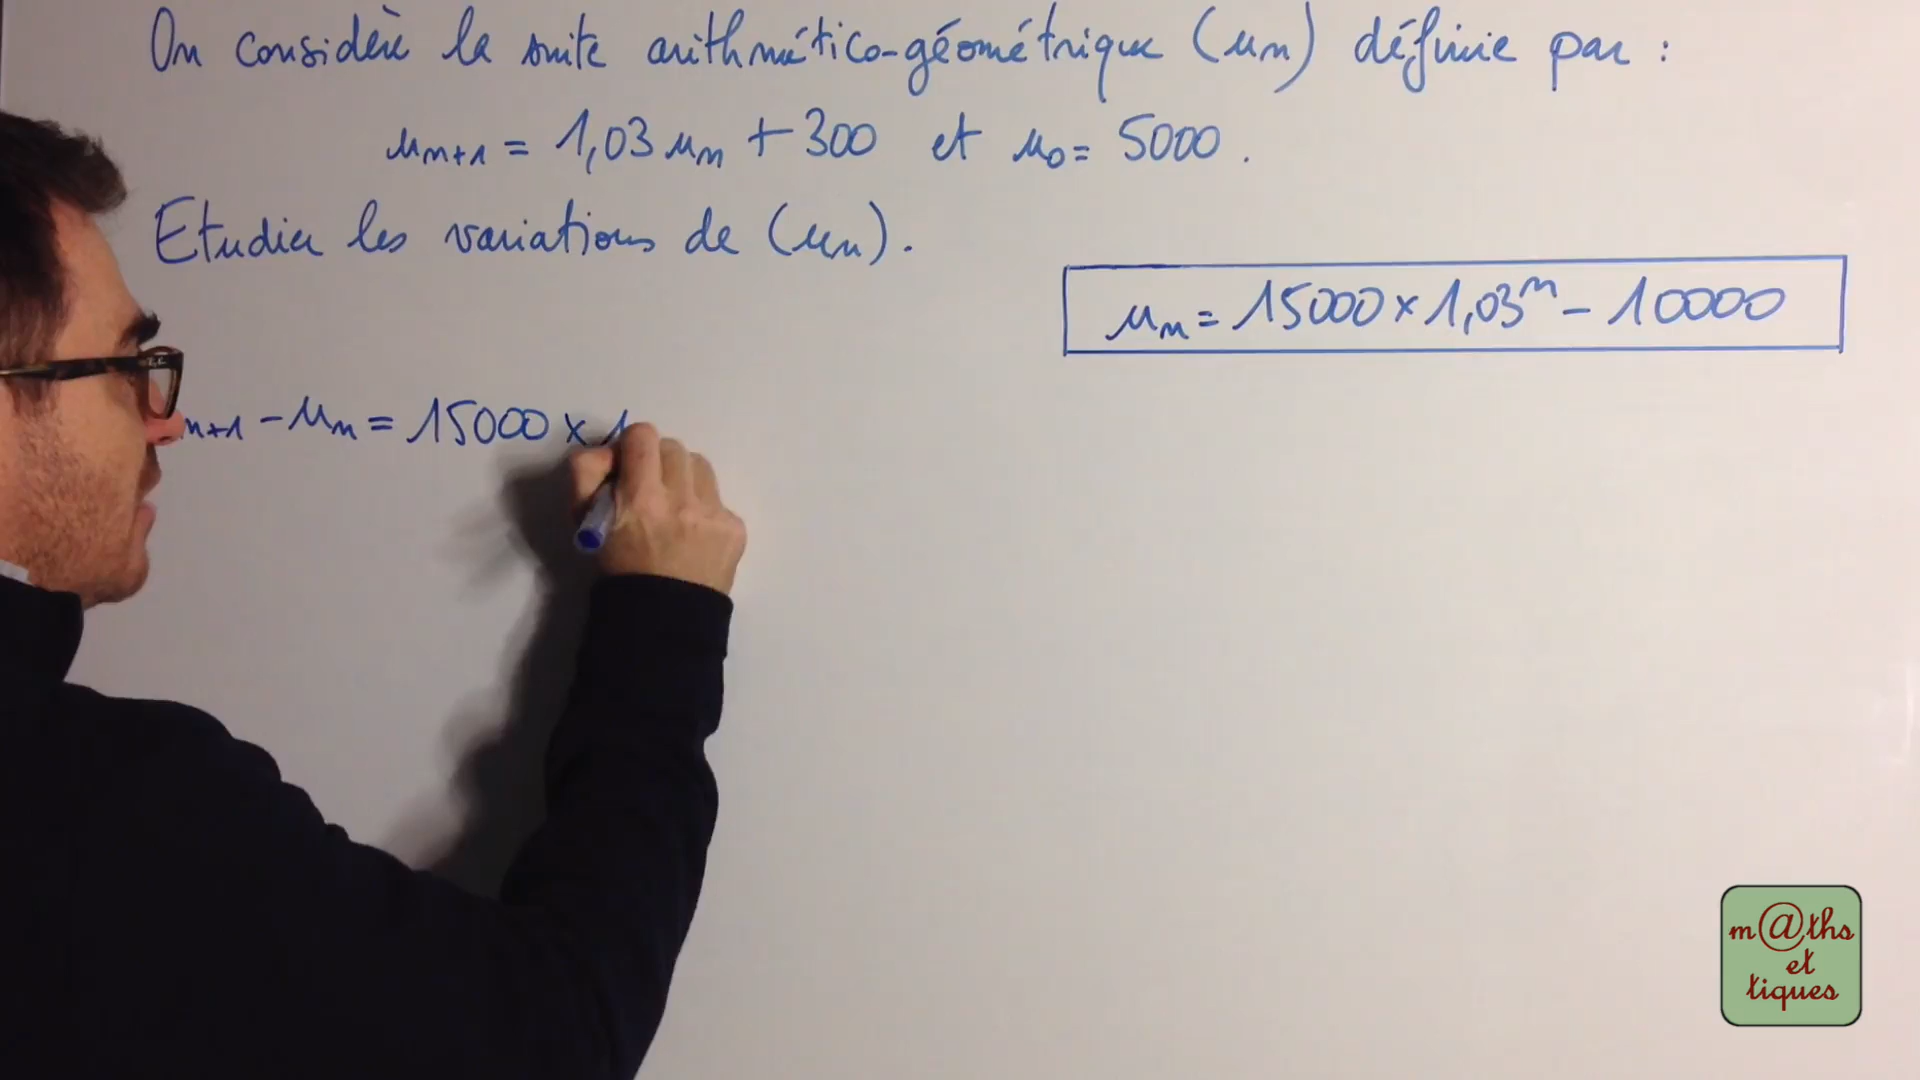 On considère la suite arithmético-géométrique (un) définie par :
un+1 = 1,03 un + 300 et u0 = 5000 .
Etudier les variations de (un).
un = 15000 × 1,03^n - 10000
n+1 - un = 15000 × 1
m@ths
et
tiques